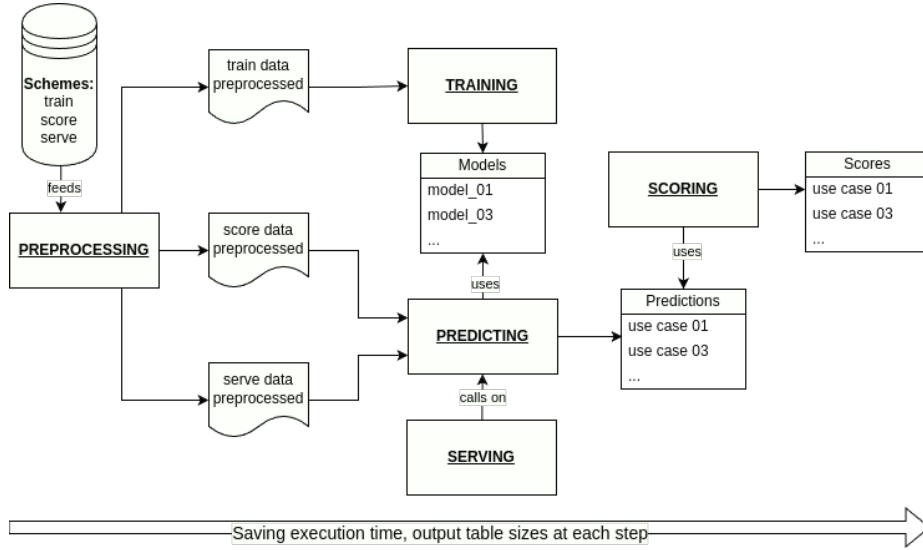 Schemes:
train
score
serve
feeds
PREPROCESSING
train data
preprocessed
score data
preprocessed
serve data
preprocessed
TRAINING
Models
model_01
model_03
...
uses
PREDICTING
calls on
SERVING
SCORING
uses
Predictions
use case 01
use case 03
...
Scores
use case 01
use case 03
...
Saving execution time, output table sizes at each step